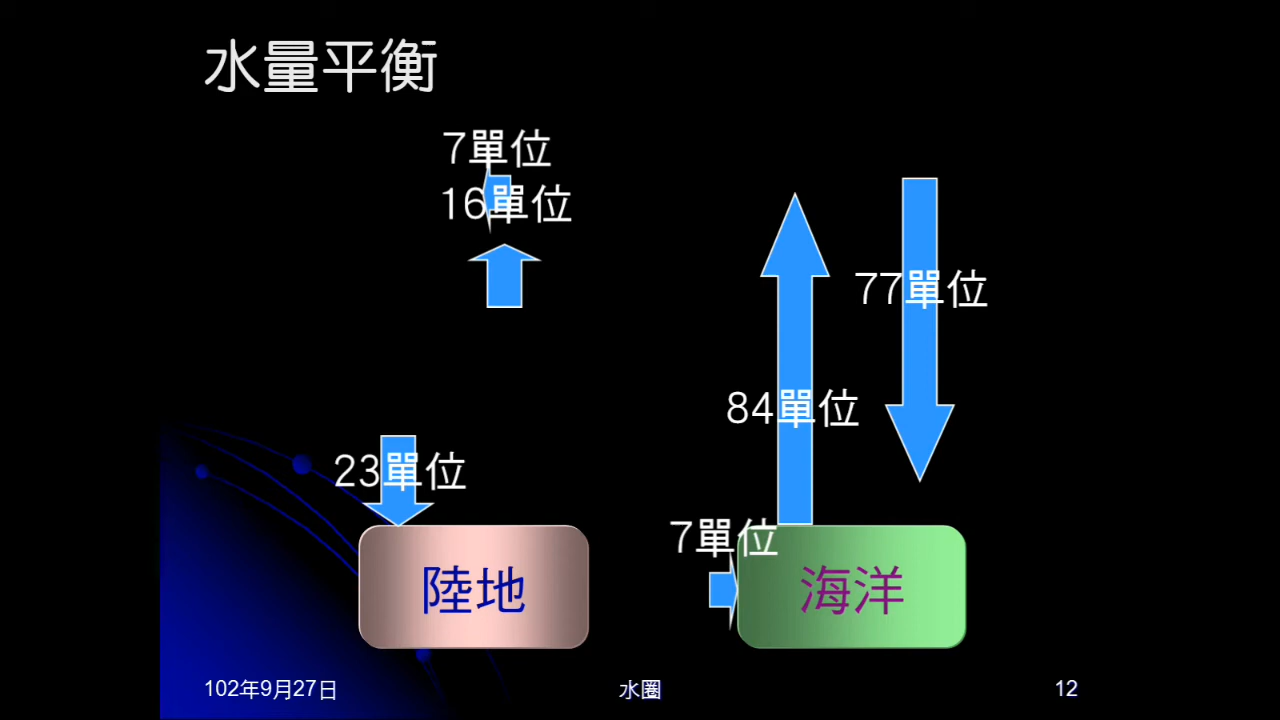 水量平衡
7單位
16單位
77單位
84單位
23單位
7單位
陸地
海洋
102年9月27日
水圈
12